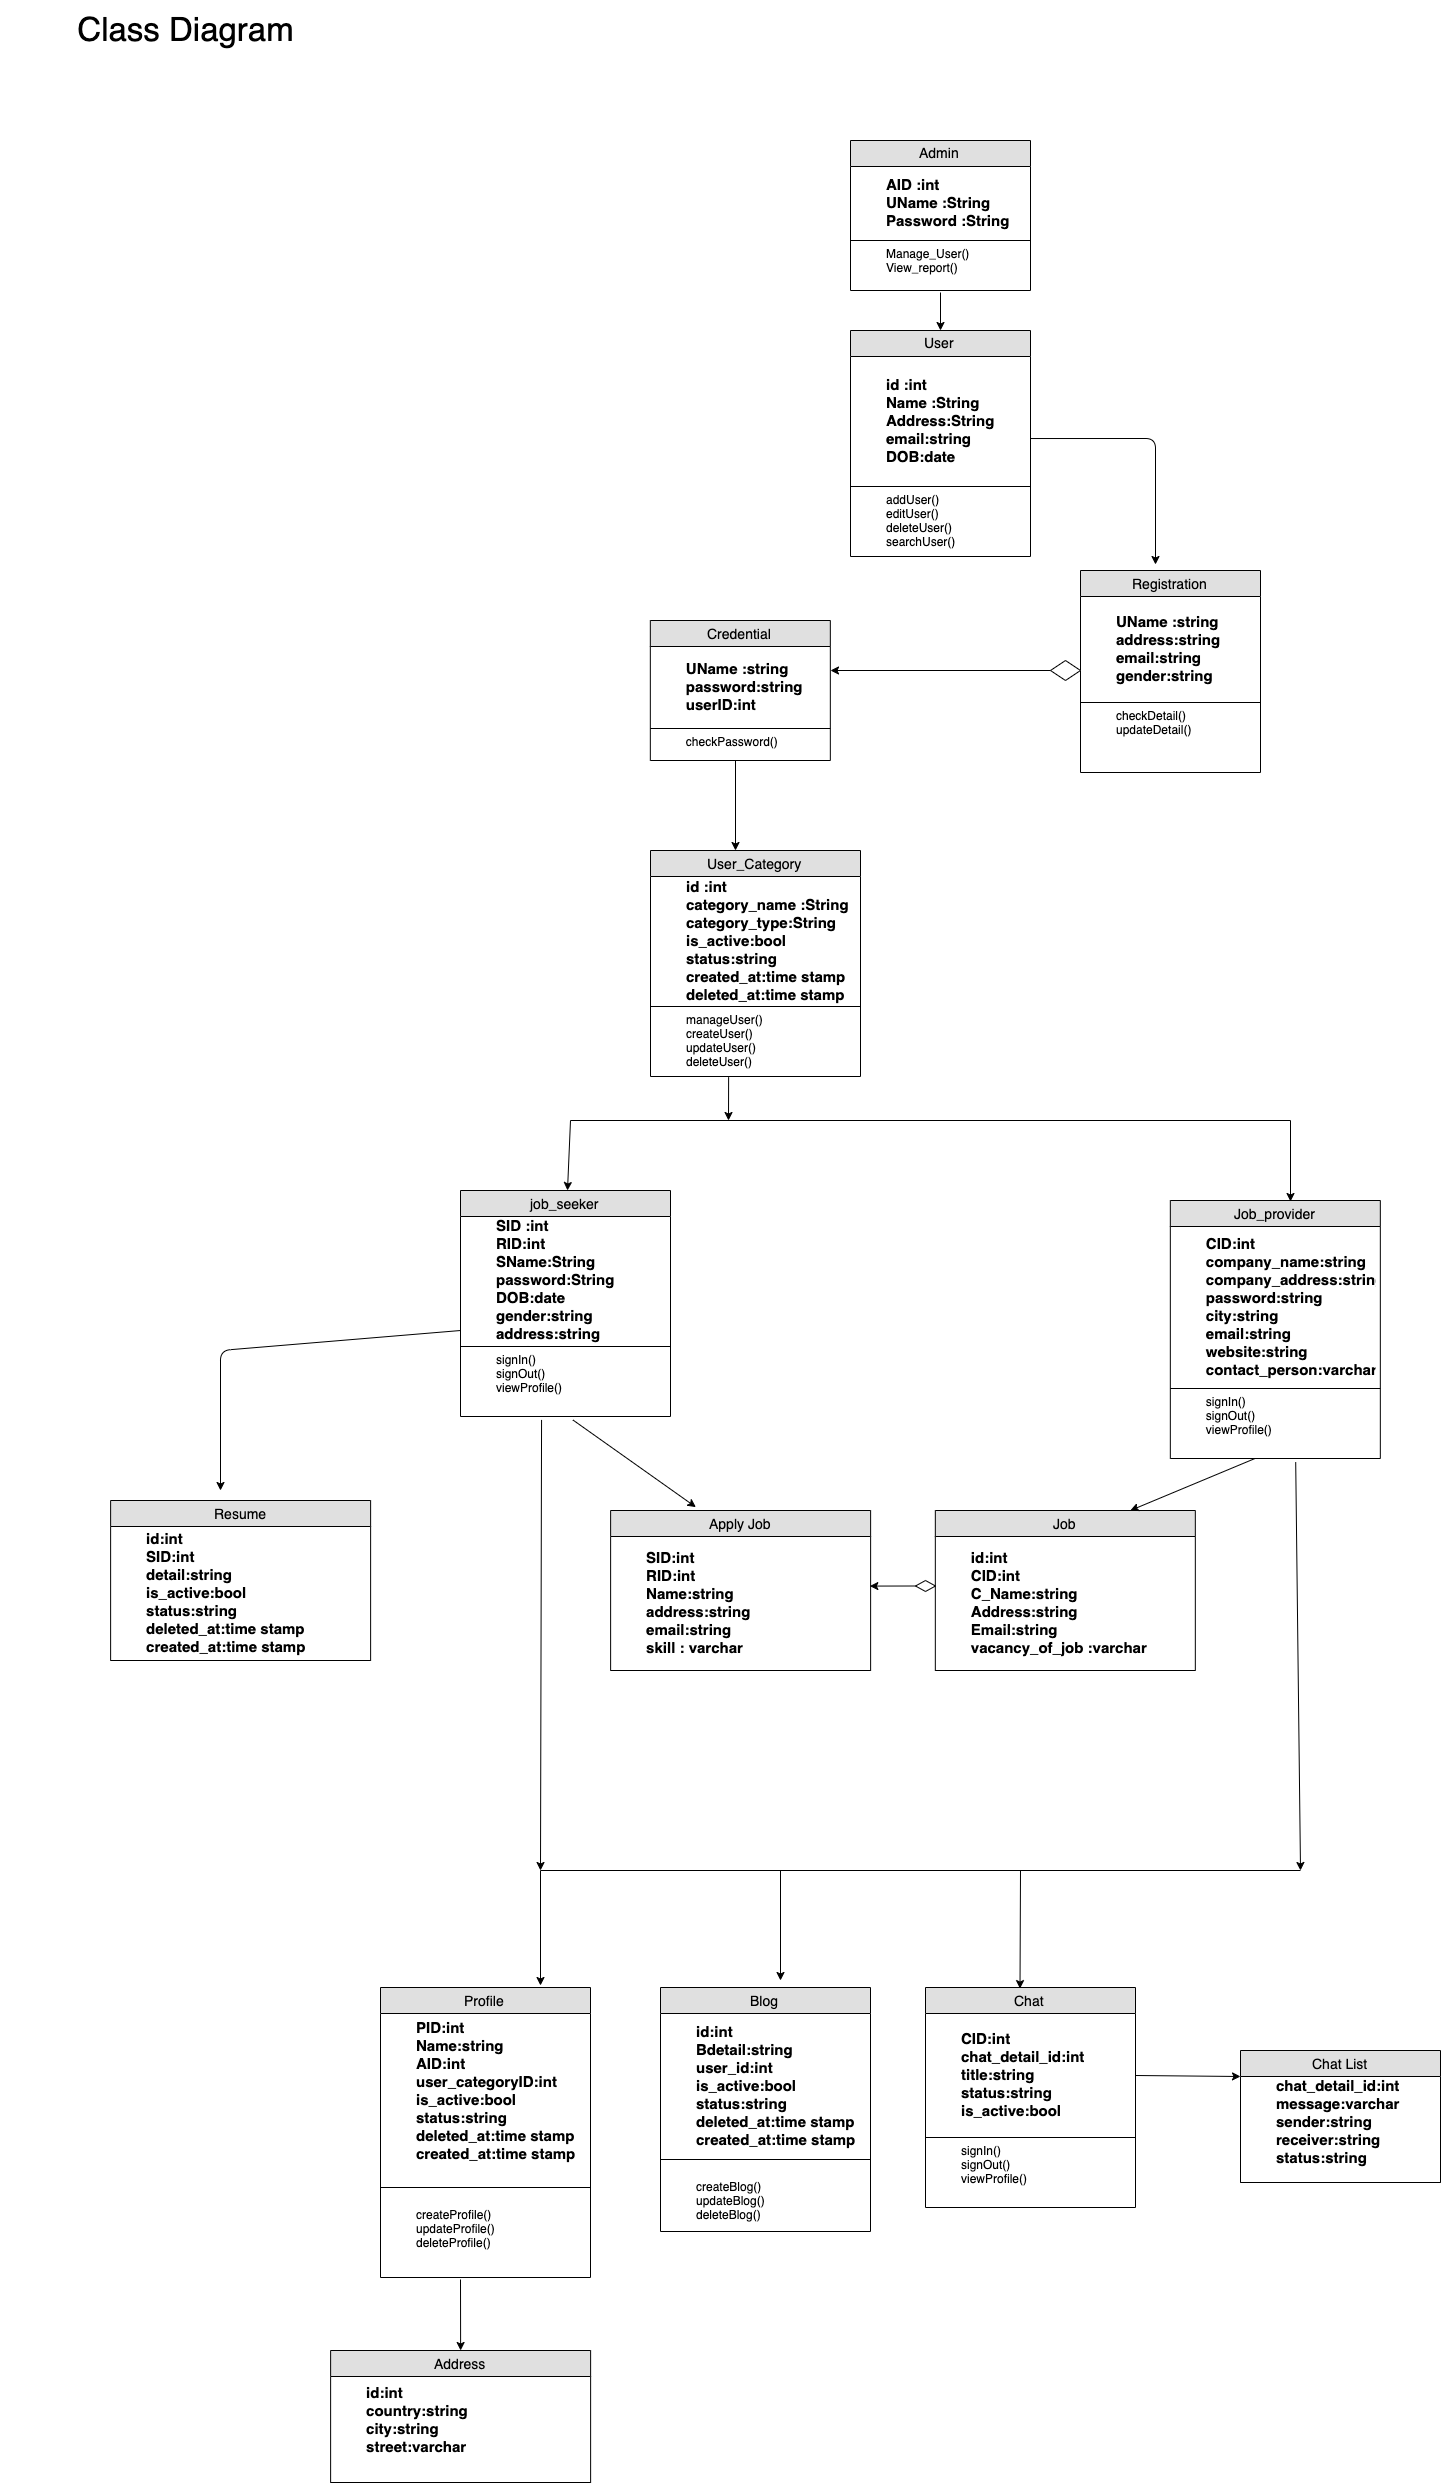 Class Diagram
Admin
AID :int
UName :String
Password :String
Manage_User()
View_report()
User
id :int
Name :String
Address:String
email:string
DOB:date
addUser()
editUser()
deleteUser()
searchUser()
Registration
UName :string
address:string
email:string
gender:string
checkDetail()
updateDetail()
Credential
UName :string
password:string
userID:int
checkPassword()
User_Category
id :int
category_name :String
category_type:String
is_active:bool
status:string
created_at:time stamp
deleted_at:time stamp
manageUser()
createUser()
updateUser()
deleteUser()
job_seeker
SID :int
RID:int
SName:String
password:String
DOB:date
gender:string
address:string
signIn()
signOut()
viewProfile()
Job_provider
CID:int
company_name:string
company_address:strin
password:string
city:string
email:string
website:string
contact_person:varchar
signIn()
signOut()
viewProfile()
Resume
id:int
SID:int
detail:string
is_active:bool
status:string
deleted_at:time stamp
created_at:time stamp
Apply Job
SID:int
RID:int
Name:string
address:string
email:string
skill : varchar
Job
id:int
CID:int
C_Name:string
Address:string
Email:string
vacancy_of_job :varchar
Profile
PID:int
Name:string
AID:int
user_categoryID:int
is_active:bool
status:string
deleted_at:time stamp
created_at:time stamp
createProfile()
updateProfile()
deleteProfile()
Blog
id:int
Bdetail:string
user_id:int
is_active:bool
status:string
deleted_at:time stamp
created_at:time stamp
createBlog()
updateBlog()
deleteBlog()
Chat
CID:int
chat_detail_id:int
title:string
status:string
is_active:bool
signIn()
signOut()
viewProfile()
Chat List
chat_detail_id:int
message:varchar
sender:string
receiver:string
status:string
Address
id:int
country:string
city:string
street:varchar